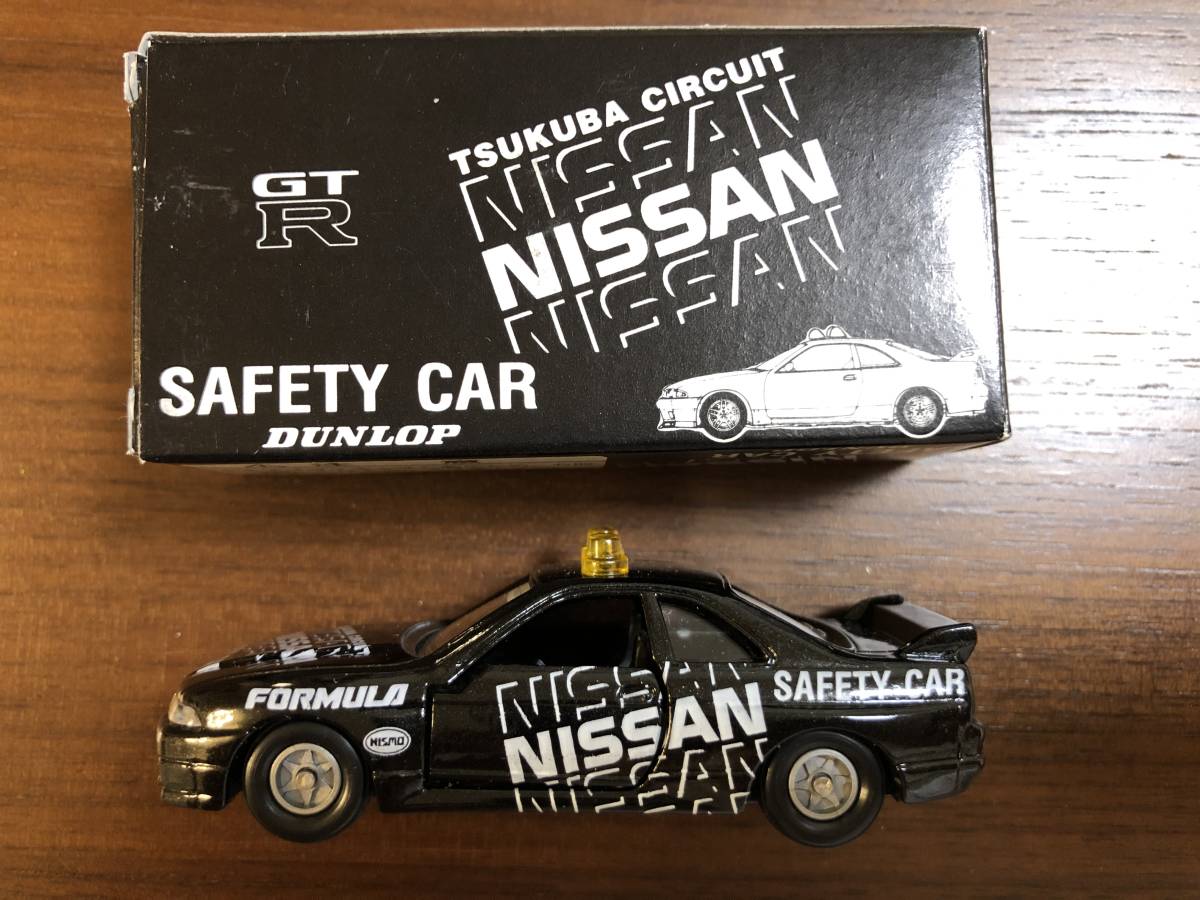 TSUKUBA CIRCUIT
NISSAN
NISSAN
NISSAN
GT
R
SAFETY CAR
DUNLOP
FORMULA
NISMO
NISSAN
NISSAN
NISSAN
SAFETY CAR